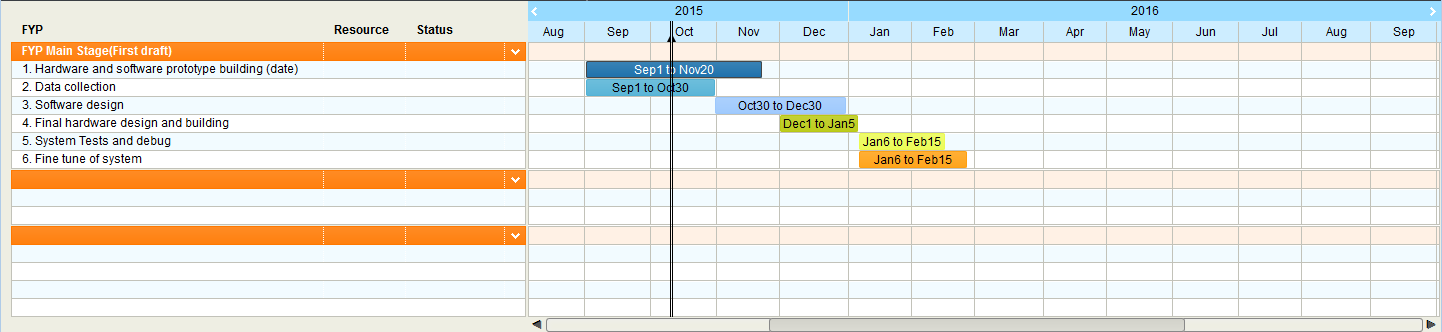 2015 2016
FYP Resource Status Aug Sep Oct Nov Dec Jan Feb Mar Apr May Jun Jul Aug Sep
FYP Main Stage(First draft)
1. Hardware and software prototype building (date) Sep1 to Nov20
2. Data collection Sep1 to Oct30
3. Software design Oct30 to Dec30
4. Final hardware design and building Dec1 to Jan5
5. System Tests and debug Jan6 to Feb15
6. Fine tune of system Jan6 to Feb15